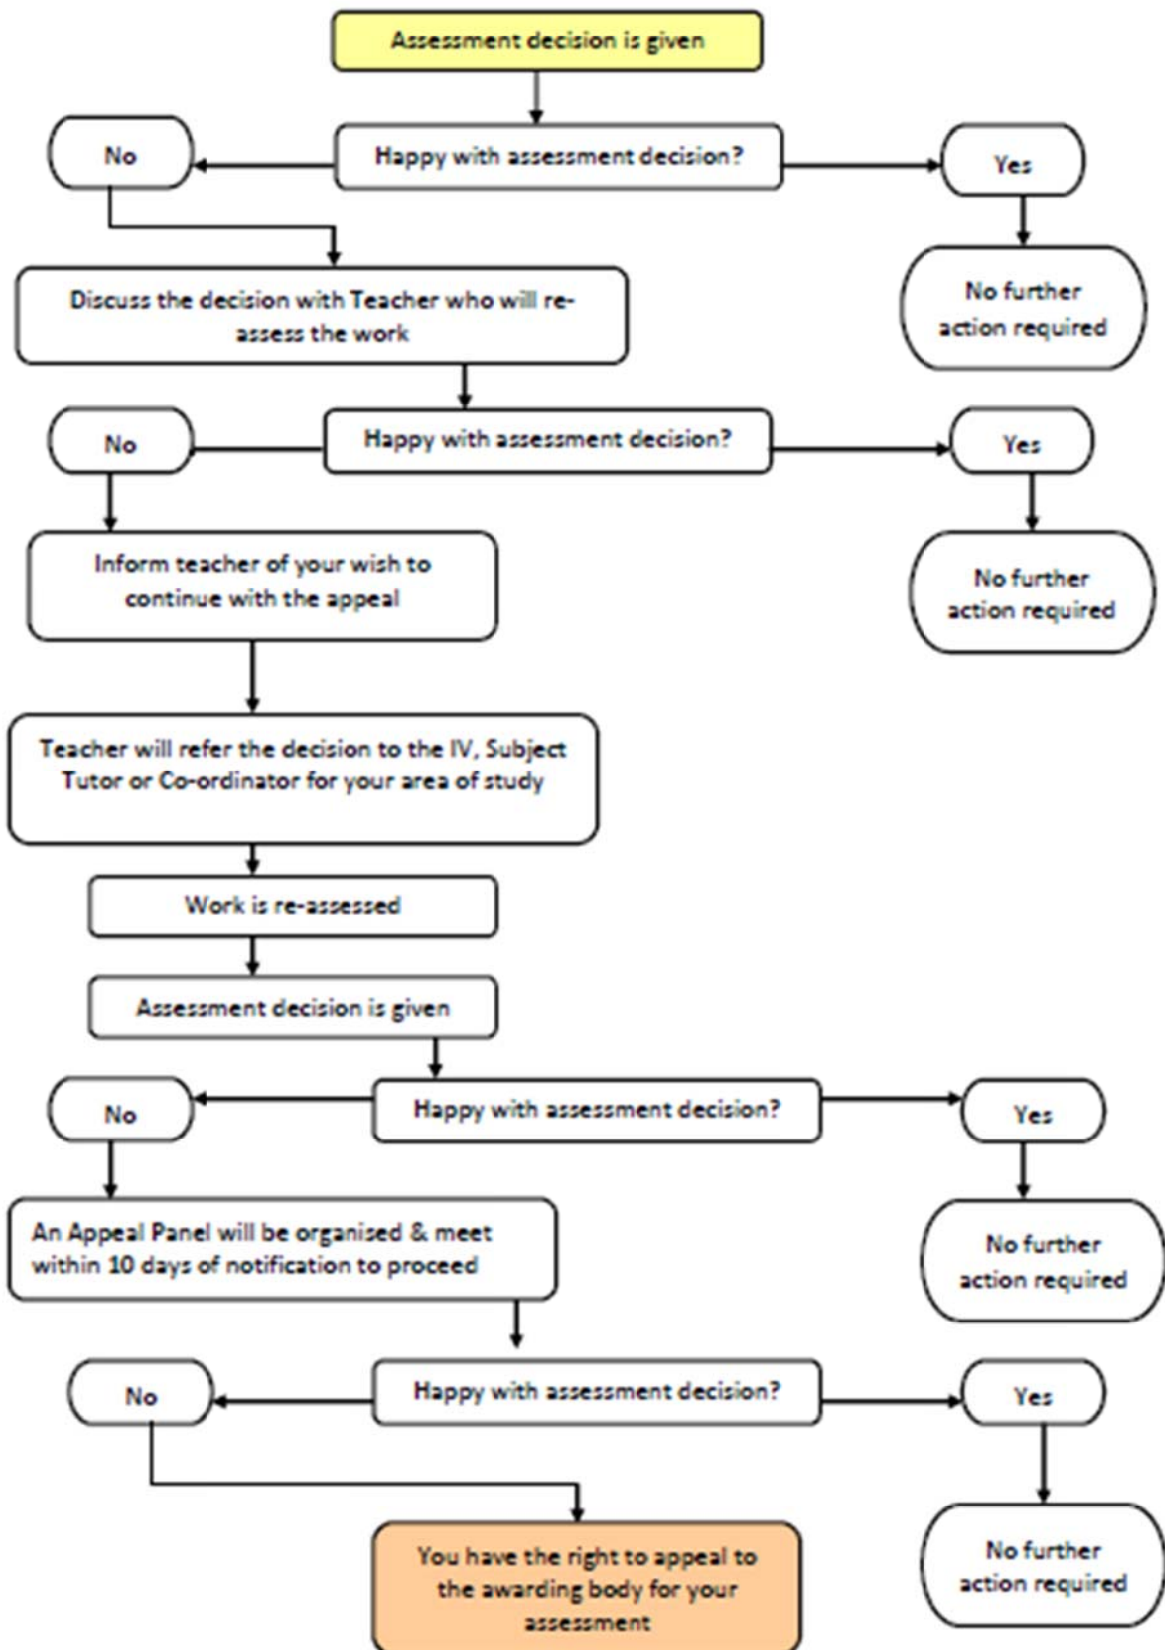 Assessment decision is given
No
Happy with assessment decision?
Yes
No further
action required
Discuss the decision with Teacher who will re-
assess the work
No
Happy with assessment decision?
Yes
No further
action required
Inform teacher of your wish to
continue with the appeal
Teacher will refer the decision to the IV, Subject
Tutor or Co-ordinator for your area of study
Work is re-assessed
Assessment decision is given
No
Happy with assessment decision?
Yes
No further
action required
An Appeal Panel will be organised & meet
within 10 days of notification to proceed
No
Happy with assessment decision?
Yes
No further
action required
You have the right to appeal to
the awarding body for your
assessment